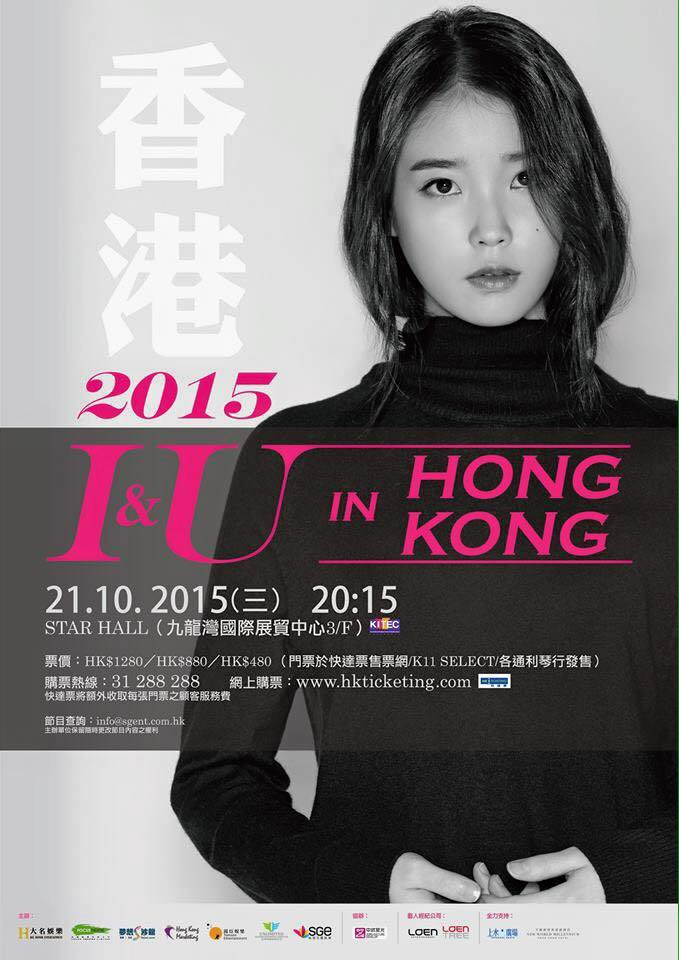 香
港
2015
I&U IN HONG KONG
21.10. 2015(三) 20:15
STAR HALL（九龍灣國際展貿中心3/F）KITEC
票價：HK$1280／HK$880／HK$480（門票於快達票售票網/K11 SELECT/各通利琴行發售）
購票熱線：31 288 288 網上購票：www.hkticketing.com
快達票將額外收取每張門票之顧客服務費
節目查詢：info@sgent.com.hk
主辦單位保留隨時更改節目內容之權利
主辦： 協辦： 藝人經紀公司： 全力支持：
大名娛樂 FOCUS Hong Kong Marketing sge LOEN LOEN TREE 上水廣場